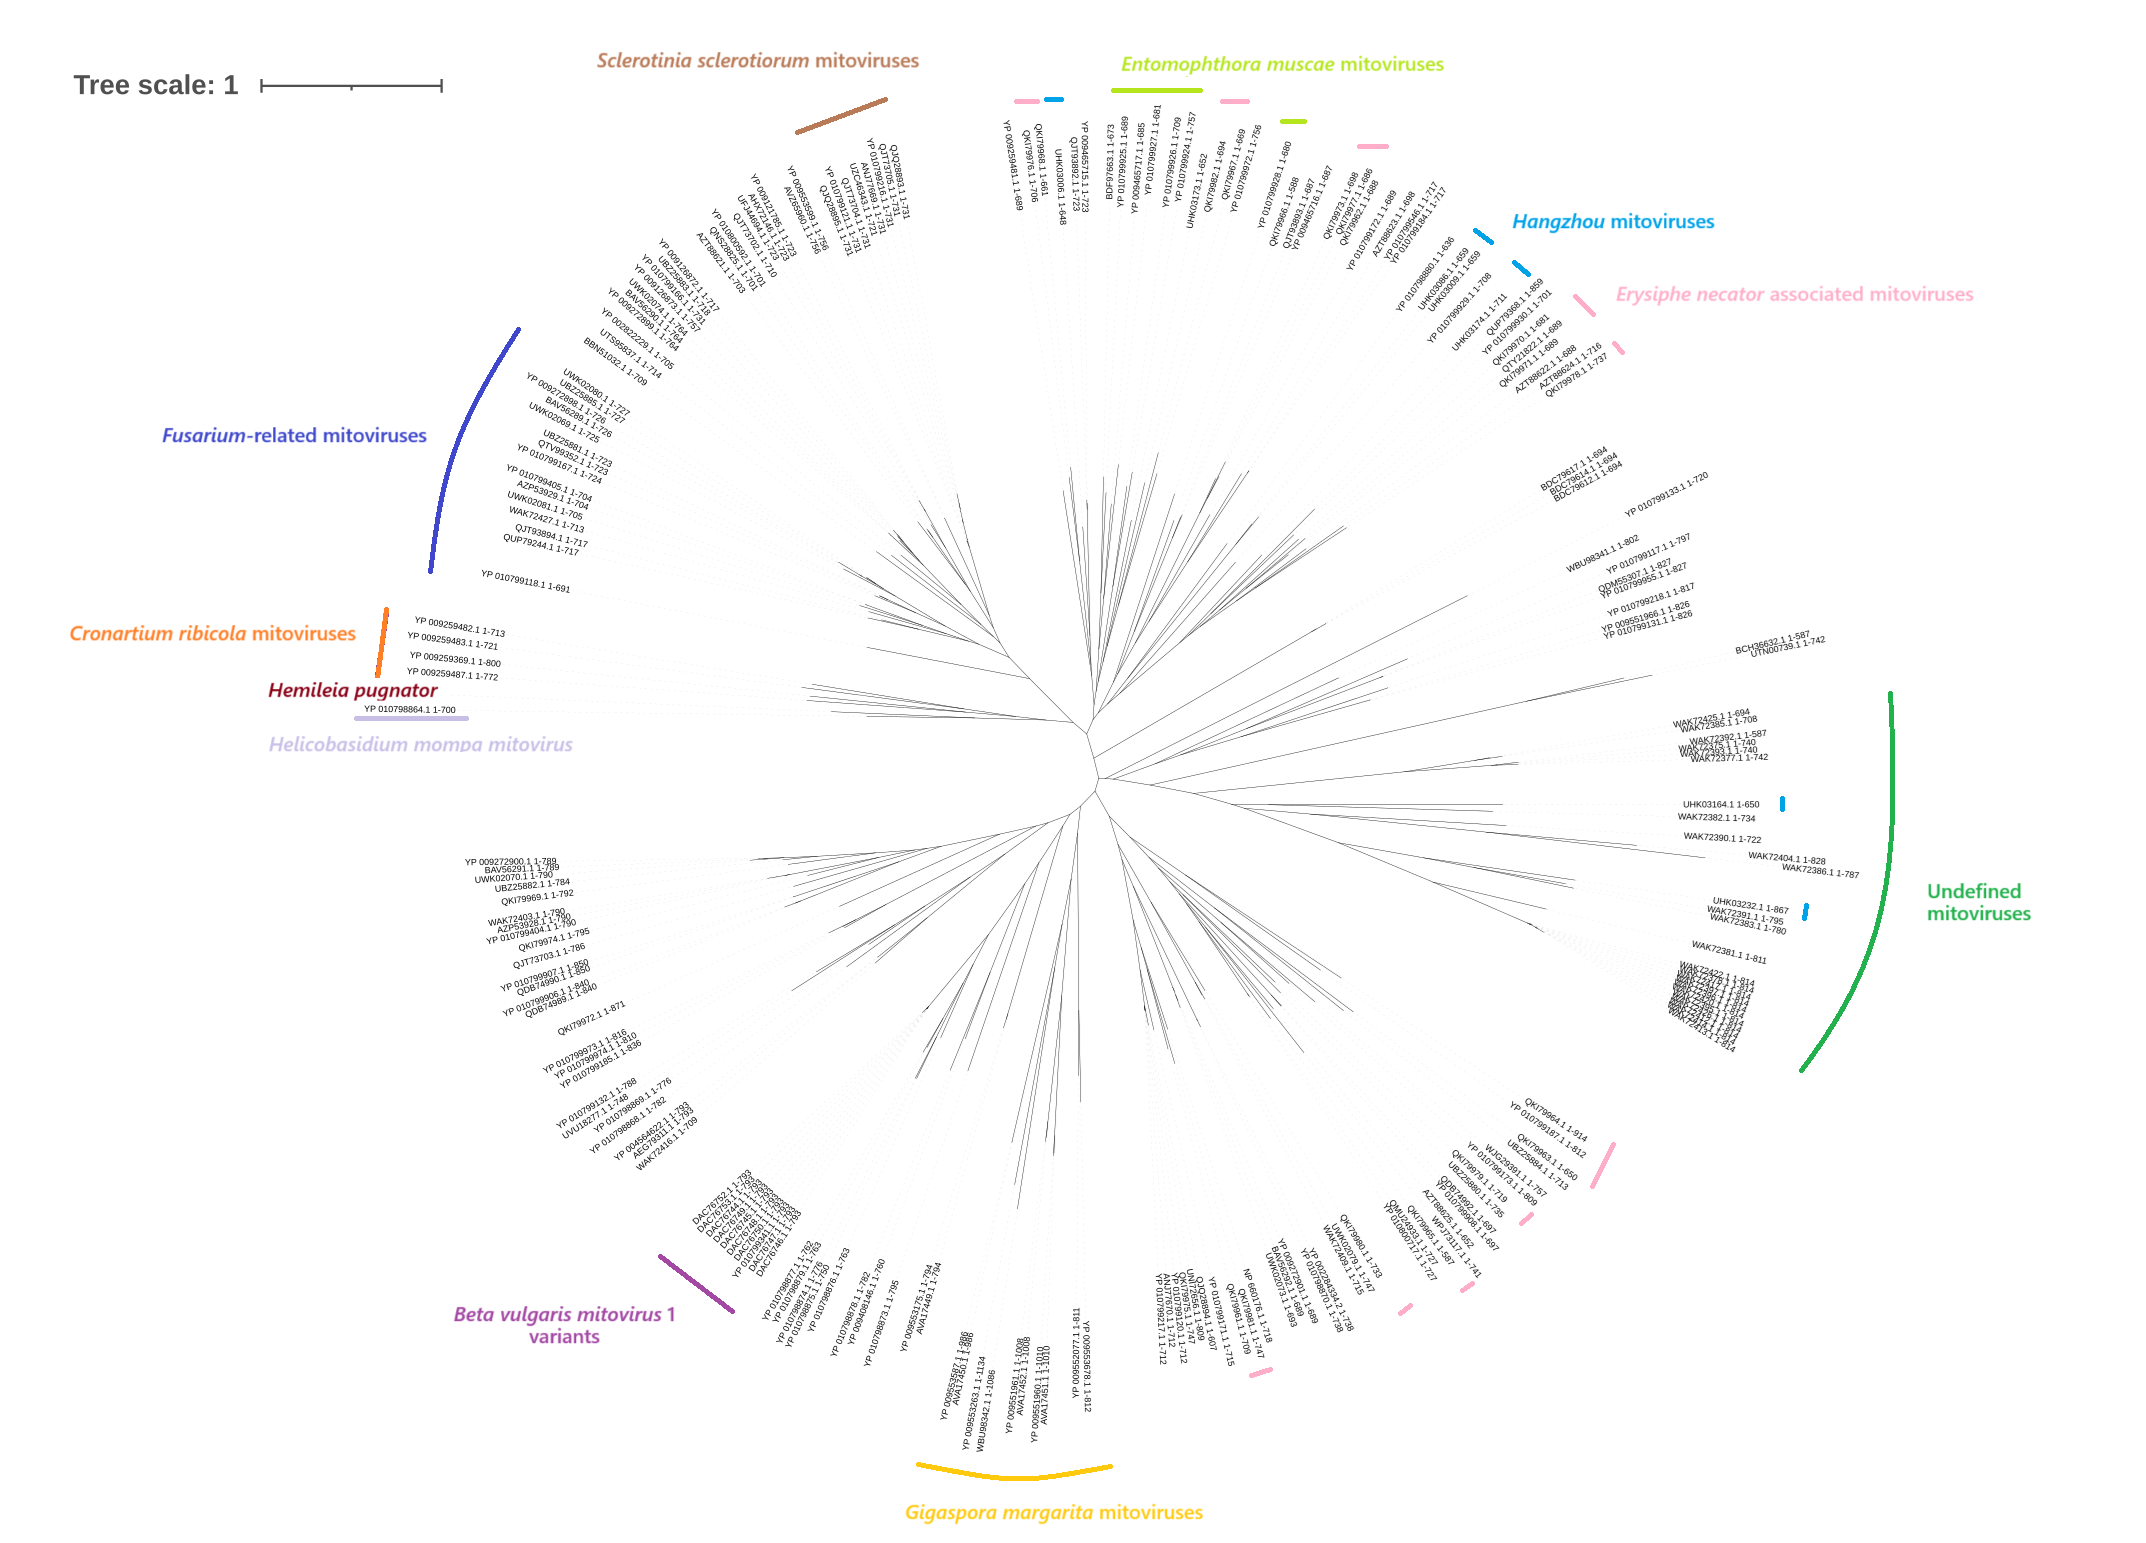 Tree scale: 1
Sclerotinia sclerotiorum mitoviruses
Entomophthora muscae mitoviruses
Hangzhou mitoviruses
Erysiphe necator associated mitoviruses
Fusarium-related mitoviruses
Cronartium ribicola mitoviruses
Hemileia pugnator
Helicobasidium mompa mitovirus
Undefined
mitoviruses
Beta vulgaris mitovirus 1
variants
Gigaspora margarita mitoviruses
YP 009259481.1 1-689
QKI79976.1 1-706
QKI79968.1 1-661
UHK03006.1 1-648
QJT93892.1 1-723
YP 009465715.1 1-723
BDF97663.1 1-673
YP 010799925.1 1-689
YP 009465717.1 1-685
YP 010799927.1 1-681
YP 010799926.1 1-709
YP 010799924.1 1-757
UHK03173.1 1-652
QKI79982.1 1-694
QKI79967.1 1-669
YP 010799972.1 1-756
YP 010799928.1 1-680
QKI79966.1 1-588
QJT93893.1 1-687
YP 009465716.1 1-687
QKI79973.1 1-698
QKI79977.1 1-686
QKI79962.1 1-688
YP 010799172.1 1-689
AZT88623.1 1-698
YP 010799546.1 1-717
YP 010799184.1 1-717
YP 010798880.1 1-636
UHK03086.1 1-659
UHK03009.1 1-659
YP 010799929.1 1-708
UHK03174.1 1-711
QUP79368.1 1-859
YP 010799930.1 1-701
QKI79970.1 1-681
QTY21822.1 1-689
QKI79971.1 1-689
AZT88622.1 1-688
AZT88624.1 1-716
QKI79978.1 1-737
BDC79617.1 1-694
BDC79614.1 1-694
BDC79612.1 1-694
YP 010799133.1 1-720
WBU98341.1 1-802
YP 010799117.1 1-797
QDM55307.1 1-827
YP 010799955.1 1-827
YP 010799218.1 1-817
YP 009551966.1 1-826
YP 010799131.1 1-826
BCH36632.1 1-587
UTN00739.1 1-742
WAK72425.1 1-694
WAK72385.1 1-708
WAK72392.1 1-587
WAK72375.1 1-740
WAK72393.1 1-740
WAK72377.1 1-742
UHK03164.1 1-650
WAK72382.1 1-734
WAK72390.1 1-722
WAK72404.1 1-828
WAK72386.1 1-787
UHK03232.1 1-867
WAK72391.1 1-795
WAK72383.1 1-780
WAK72381.1 1-811
WAK72422.1 1-814
WAK72413.1 1-814
QKI79964.1 1-914
YP 010799187.1 1-812
QKI79963.1 1-650
UBZ25884.1 1-713
WJG29391.1 1-757
YP 010799173.1 1-809
QKI79979.1 1-719
UBZ25880.1 1-735
QDB74992.1 1-697
YP 010799908.1 1-697
AZT88625.1 1-652
WPJ73117.1 1-741
QKI79965.1 1-587
QMU24933.1 1-727
YP 010800717.1 1-727
QKI79980.1 1-733
UWK02079.1 1-747
WAK72409.1 1-715
YP 002284334.2 1-738
YP 010798870.1 1-738
YP 009272901.1 1-689
BAV56292.1 1-689
UWK02073.1 1-693
NP 660176.1 1-718
QKI79981.1 1-747
QKI79961.1 1-709
YP 010799171.1 1-715
QJQ28894.1 1-607
UNI72656.1 1-809
QKI79975.1 1-747
YP 010799120.1 1-712
ANJ77670.1 1-712
YP 010799217.1 1-712
YP 009553678.1 1-812
YP 009552077.1 1-811
AVA17451.1 1-1010
YP 009551960.1 1-1010
AVA17452.1 1-1008
YP 009551961.1 1-1008
WBU98342.1 1-1086
YP 009553263.1 1-1134
AVA17450.1 1-986
YP 009553587.1 1-986
AVA17449.1 1-794
YP 009553175.1 1-794
YP 010798873.1 1-795
YP 009408146.1 1-760
YP 010798878.1 1-782
YP 010798876.1 1-763
YP 010798875.1 1-750
YP 010798874.1 1-776
YP 010798879.1 1-763
YP 010798877.1 1-762
DAC76746.1 1-793
DAC76747.1 1-793
YP 010799341.1 1-793
DAC76750.1 1-793
DAC76748.1 1-793
DAC76745.1 1-793
DAC76749.1 1-793
DAC76744.1 1-793
DAC76753.1 1-793
DAC76752.1 1-793
WAK72416.1 1-709
AEG79311.1 1-793
YP 004564622.1 1-793
YP 010798868.1 1-782
YP 010798869.1 1-776
UVU18277.1 1-748
YP 010799132.1 1-788
YP 010799185.1 1-836
YP 010799974.1 1-810
YP 010799973.1 1-816
QKI79972.1 1-871
QDB74989.1 1-840
YP 010799906.1 1-840
QDB74990.1 1-850
YP 010799907.1 1-850
QJT73703.1 1-786
QKI79974.1 1-795
YP 010799404.1 1-790
AZP53928.1 1-790
WAK72403.1 1-790
QKI79969.1 1-792
UBZ25882.1 1-784
UWK02070.1 1-790
BAV56291.1 1-789
YP 009272900.1 1-789
YP 010798864.1 1-700
YP 009259487.1 1-772
YP 009259369.1 1-800
YP 009259483.1 1-721
YP 009259482.1 1-713
YP 010799118.1 1-691
QUP79244.1 1-717
QJT93894.1 1-717
WAK72427.1 1-713
UWK02081.1 1-705
AZP53929.1 1-704
YP 010799405.1 1-704
YP 010799167.1 1-724
QTV99352.1 1-723
UBZ25881.1 1-723
UWK02069.1 1-725
BAV56289.1 1-726
YP 009272898.1 1-726
UBZ25885.1 1-727
UWK02080.1 1-727
BBN51032.1 1-709
UTS95837.1 1-714
YP 002822229.1 1-705
YP 009272899.1 1-764
BAV56290.1 1-764
UWK02074.1 1-764
YP 009126873.1 1-757
YP 010799166.1 1-731
UBZ25883.1 1-718
YP 009126872.1 1-717
AZT88621.1 1-703
QNS28825.1 1-701
YP 010800592.1 1-701
QJT73702.1 1-710
UFJ44694.1 1-723
AHX72146.1 1-723
YP 009121785.1 1-723
AVZ65960.1 1-756
YP 009553599.1 1-756
QJQ28895.1 1-731
YP 010799121.1 1-731
QJT73704.1 1-731
UZC46343.1 1-721
ANJ77669.1 1-731
YP 010799216.1 1-731
QJT73705.1 1-731
QJQ28893.1 1-731